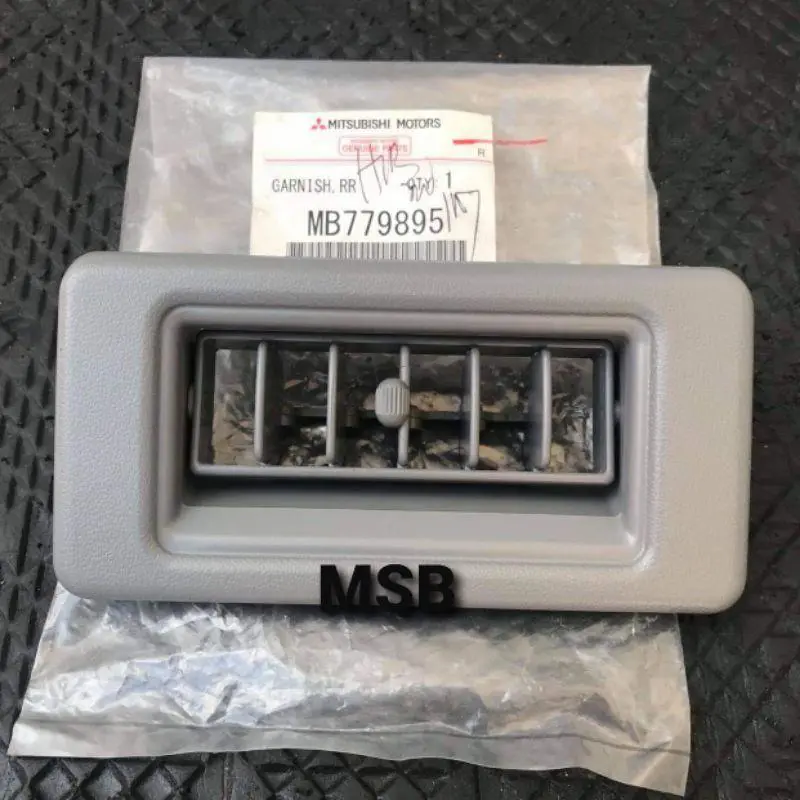 MITSUBISHI MOTORS
GENUINE PARTS
R
GARNISH,RR
1
MB779895
MSB